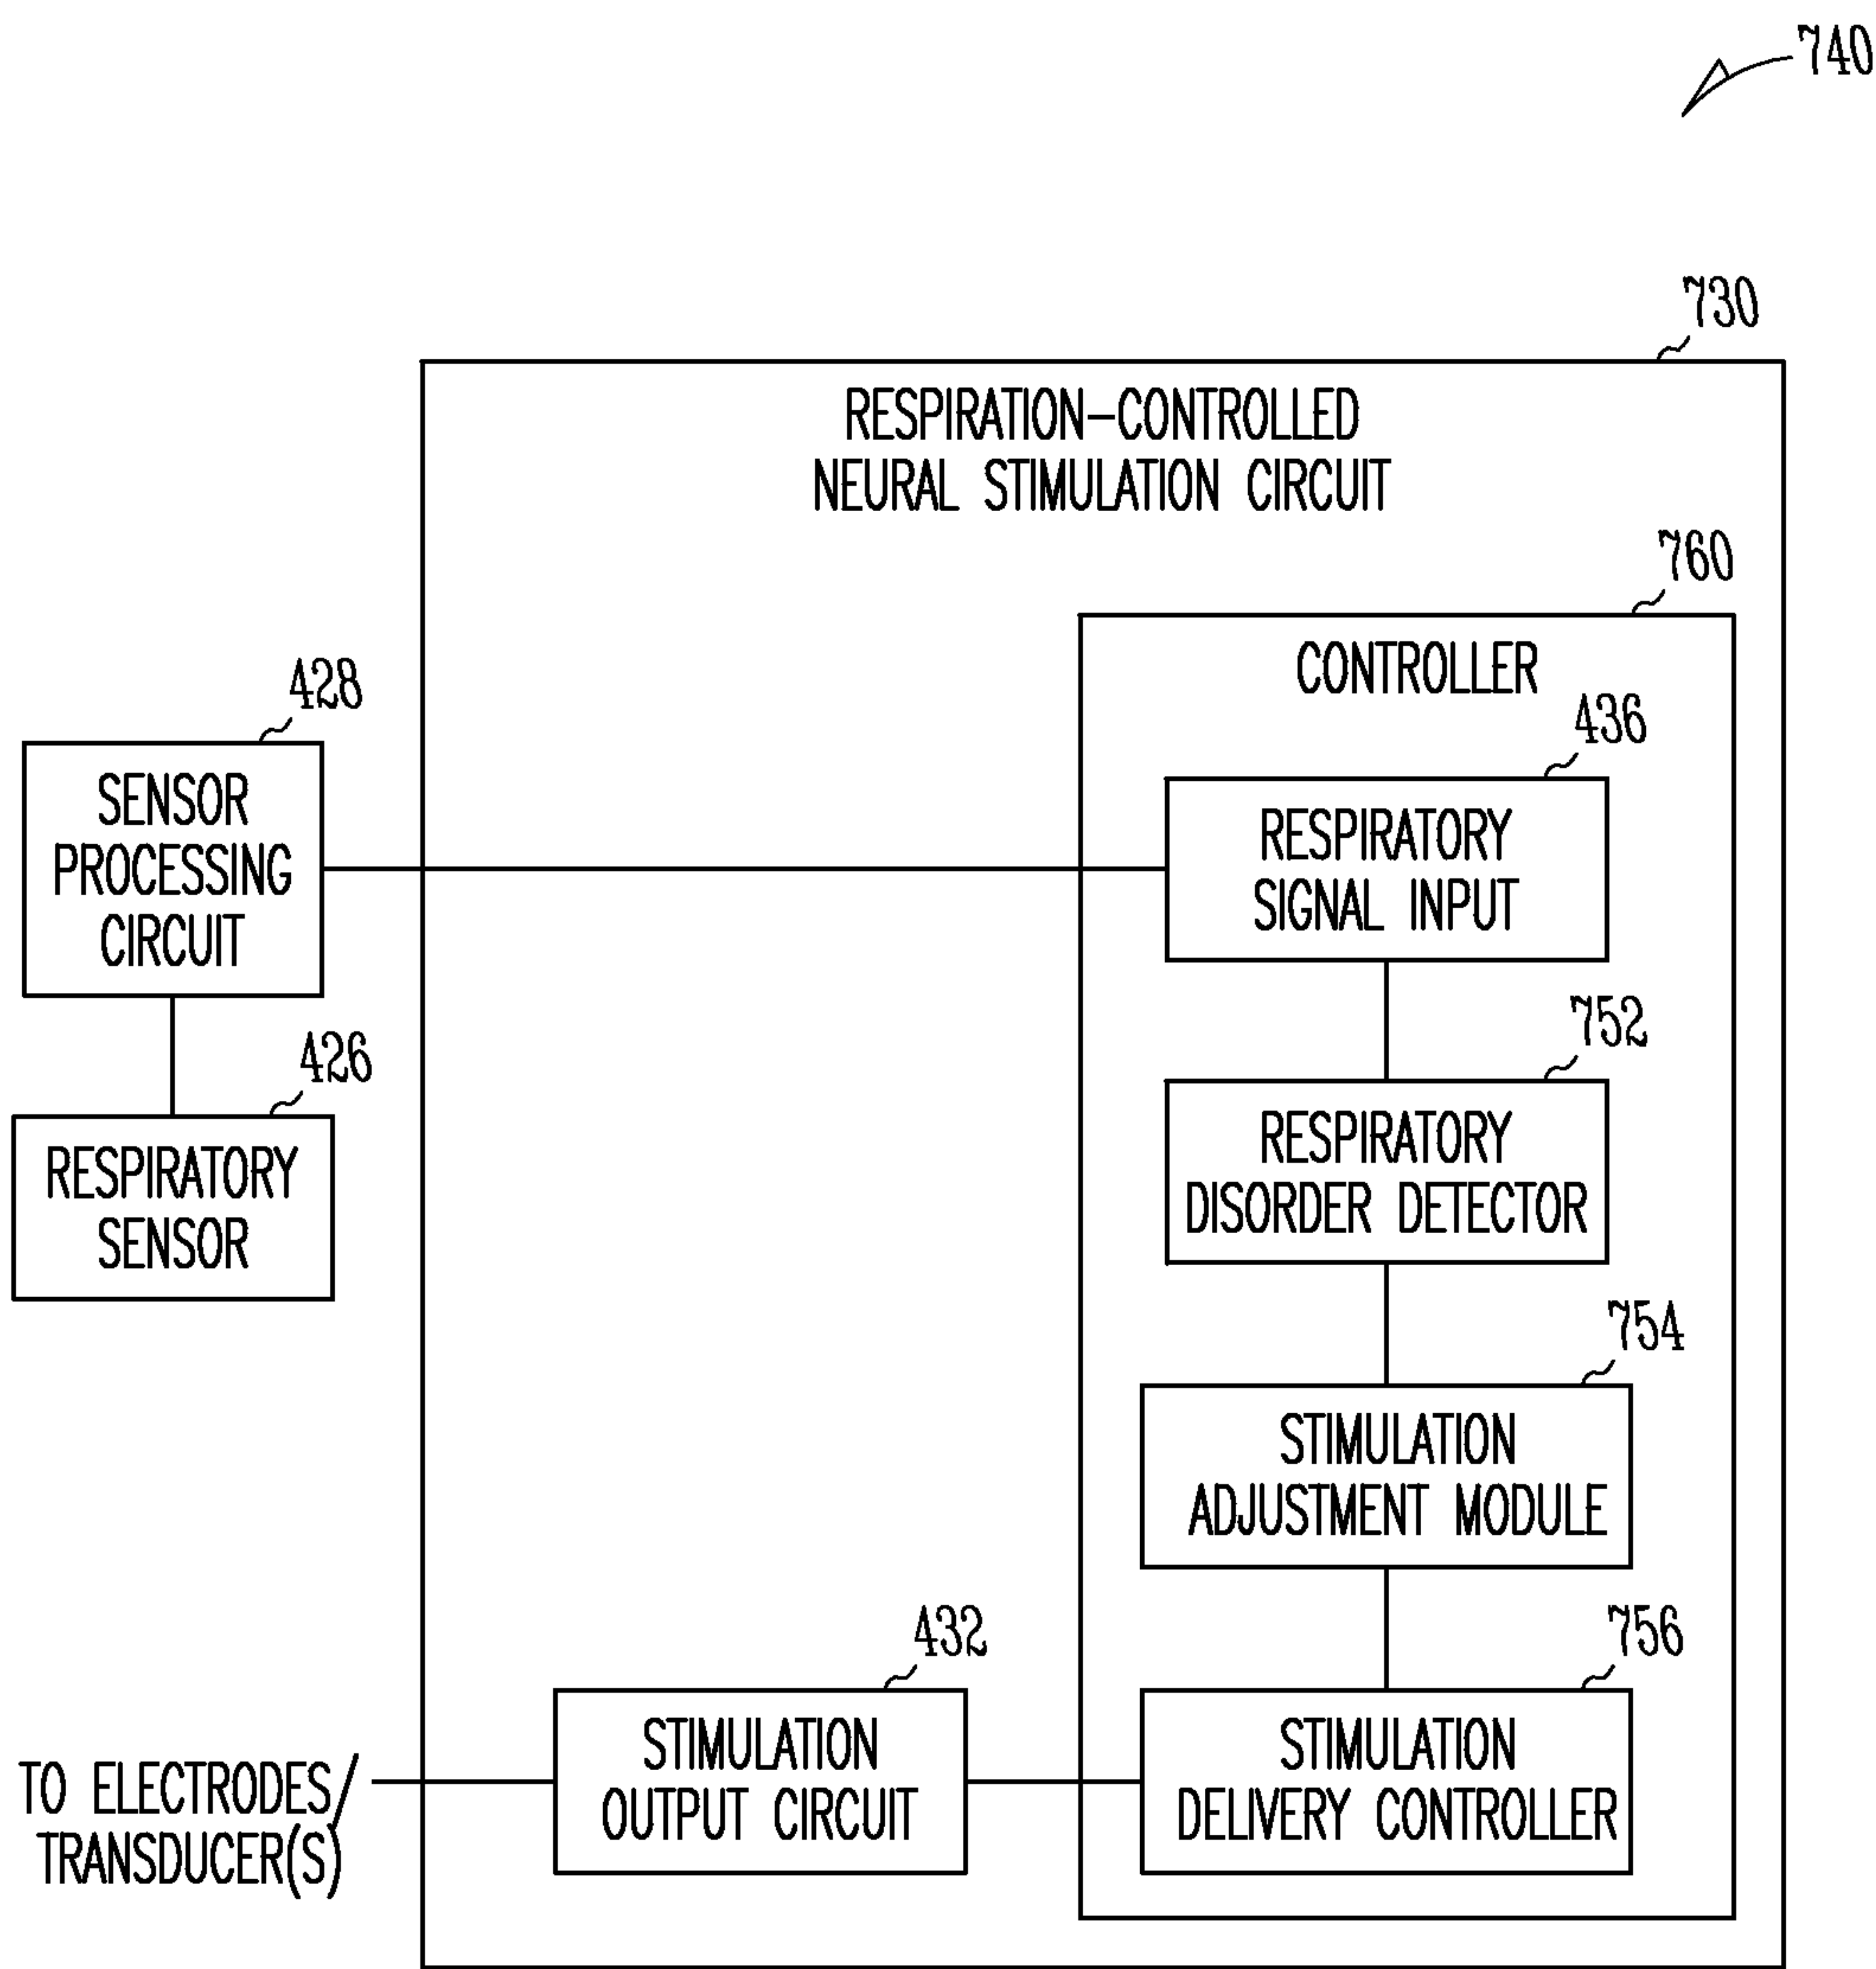 740
730
RESPIRATION-CONTROLLED
NEURAL STIMULATION CIRCUIT
760
CONTROLLER
428
SENSOR
PROCESSING
CIRCUIT
436
RESPIRATORY
SIGNAL INPUT
426
RESPIRATORY
SENSOR
752
RESPIRATORY
DISORDER DETECTOR
754
STIMULATION
ADJUSTMENT MODULE
432
STIMULATION
OUTPUT CIRCUIT
756
STIMULATION
DELIVERY CONTROLLER
TO ELECTRODES/
TRANSDUCER(S)